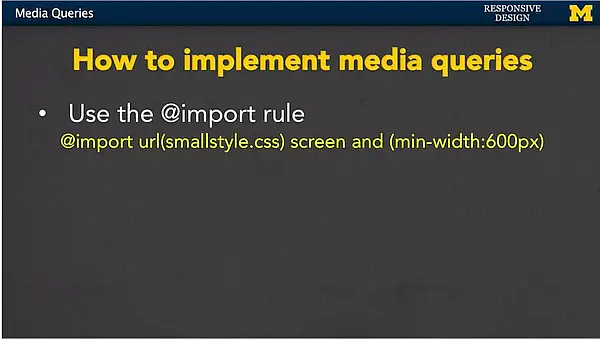 Media Queries
RESPONSIVE
DESIGN
M
How to implement media queries
• Use the @import rule
@import url(smallstyle.css) screen and (min-width:600px)